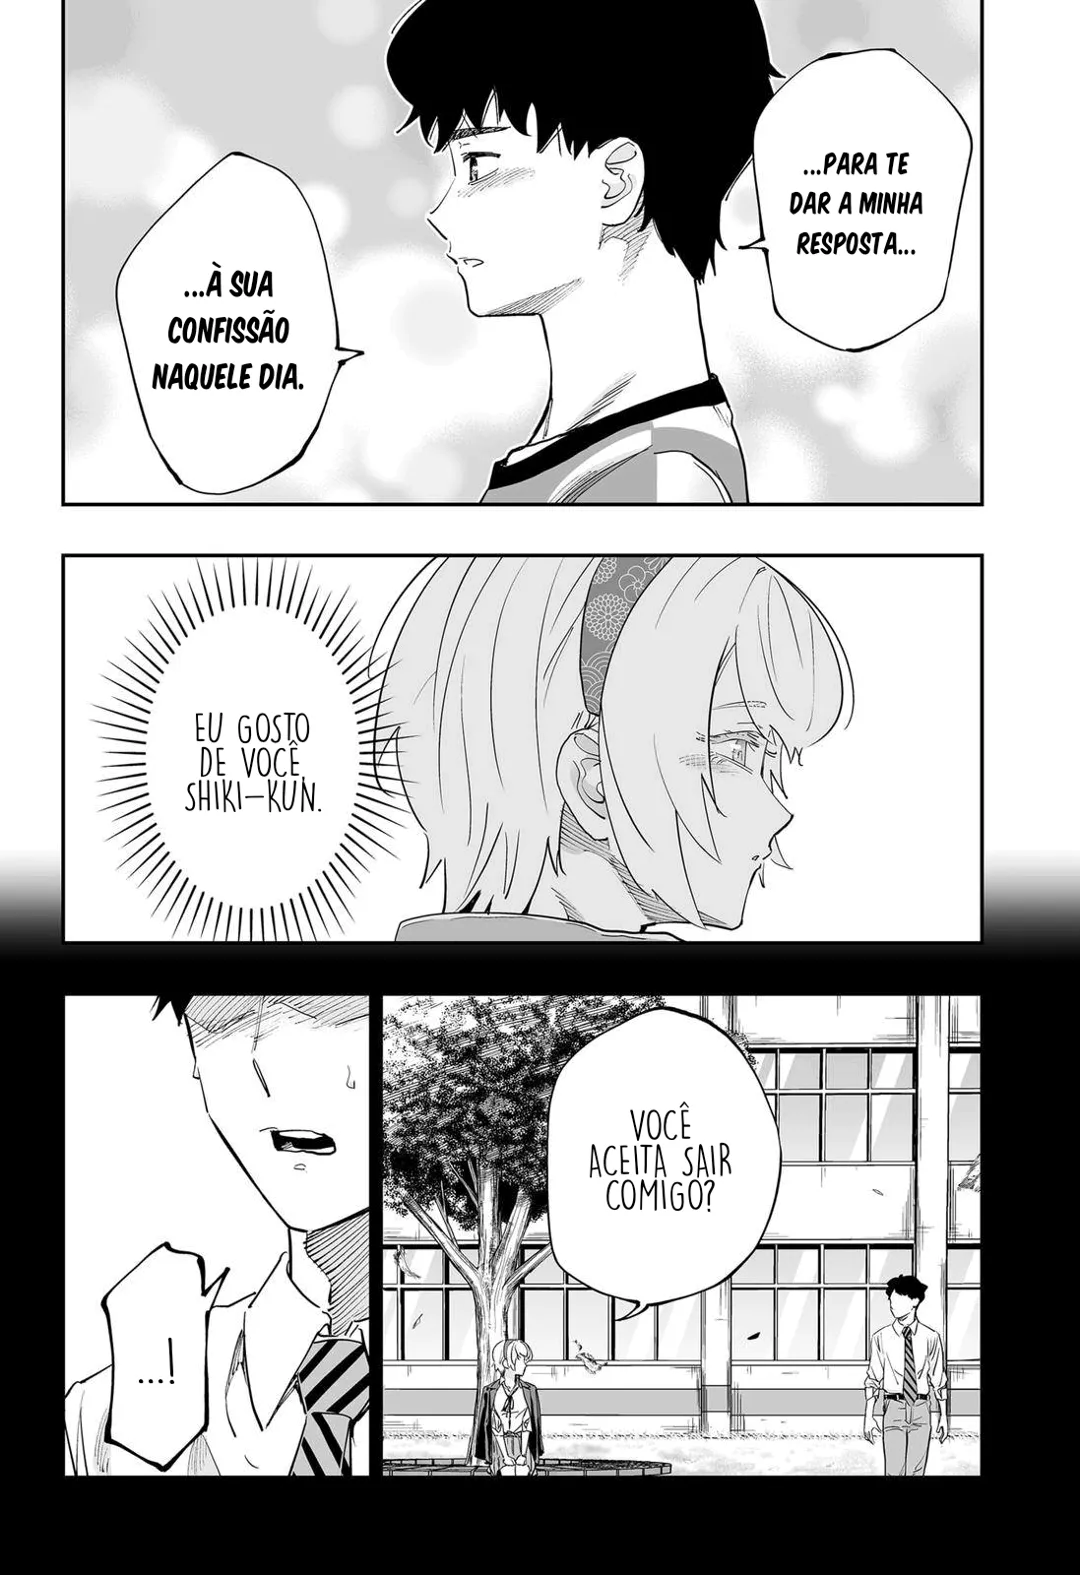 ...PARA TE
DAR A MINHA
RESPOSTA...
...À SUA
CONFISSÃO
NAQUELE DIA.
EU GOSTO
DE VOCÊ,
SHIKI-KUN.
VOCÊ
ACEITA SAIR
COMIGO?
...!